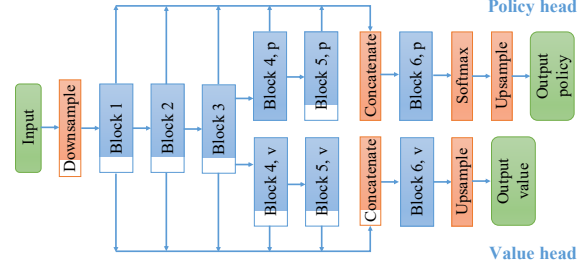 Policy head
Input
Downsample
Block 1
Block 2
Block 3
Block 4, p
Block 5, p
Concatenate
Block 6, p
Softmax
Upsample
Output
policy
Block 4, v
Block 5, v
Concatenate
Block 6, v
Upsample
Output
value
Value head